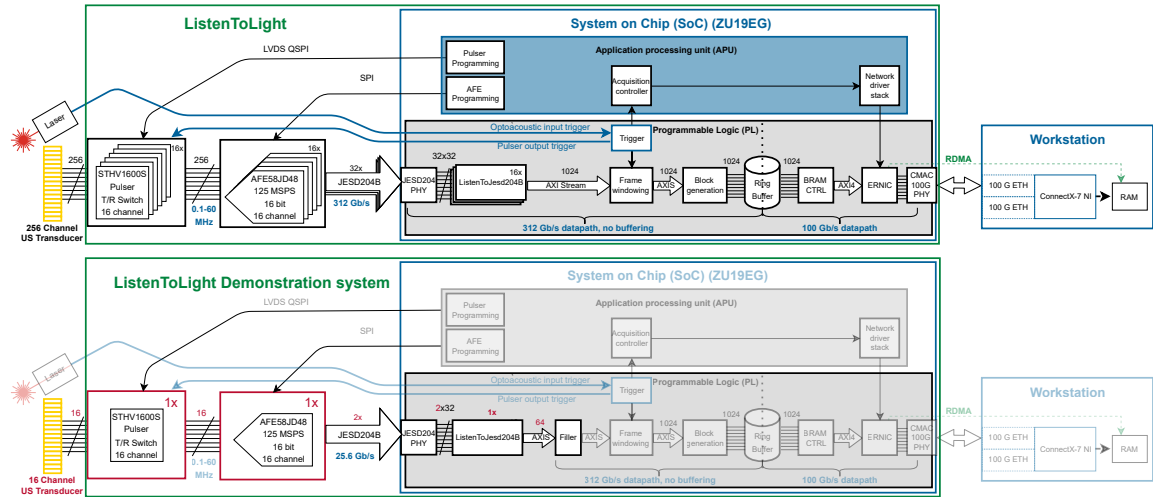 ListenToLight
System on Chip (SoC) (ZU19EG)
Application processing unit (APU)
LVDS QSPI
Pulser
Programming
SPI
AFE
Programming
Acquisition
controller
Network
driver
stack
Laser
Optoacoustic input trigger
Pulser output trigger
Trigger
Programmable Logic (PL)
Workstation
256
16x
STHV1600S
Pulser
T/R Switch
16 channel
256
0.1-60
MHz
16x
AFE58JD48
125 MSPS
16 bit
16 channel
32x
JESD204B
312 Gb/s
JESD204
PHY
32x32
16x
ListenToJesd204B
1024
AXI Stream
Frame
windowing
1024
AXIS
Block
generation
1024
Ring
Buffer
1024
BRAM
CTRL
AXI4
ERNIC
CMAC
100G
PHY
RDMA
100 G ETH
100 G ETH
ConnectX-7 NI
RAM
256 Channel
US Transducer
312 Gb/s datapath, no buffering
100 Gb/s datapath
ListenToLight Demonstration system
System on Chip (SoC) (ZU19EG)
Application processing unit (APU)
LVDS QSPI
Pulser
Programming
SPI
AFE
Programming
Acquisition
controller
Network
driver
stack
Laser
Optoacoustic input trigger
Pulser output trigger
Trigger
Programmable Logic (PL)
Workstation
16
1x
STHV1600S
Pulser
T/R Switch
16 channel
16
0.1-60
MHz
1x
AFE58JD48
125 MSPS
16 bit
16 channel
2x
JESD204B
25.6 Gb/s
JESD204
PHY
2x32
1x
ListenToJesd204B
64
AXIS
Filler
AXIS
Frame
windowing
1024
AXIS
Block
generation
1024
Ring
Buffer
1024
BRAM
CTRL
AXI4
ERNIC
CMAC
100G
PHY
RDMA
100 G ETH
100 G ETH
ConnectX-7 NI
RAM
16 Channel
US Transducer
312 Gb/s datapath, no buffering
100 Gb/s datapath